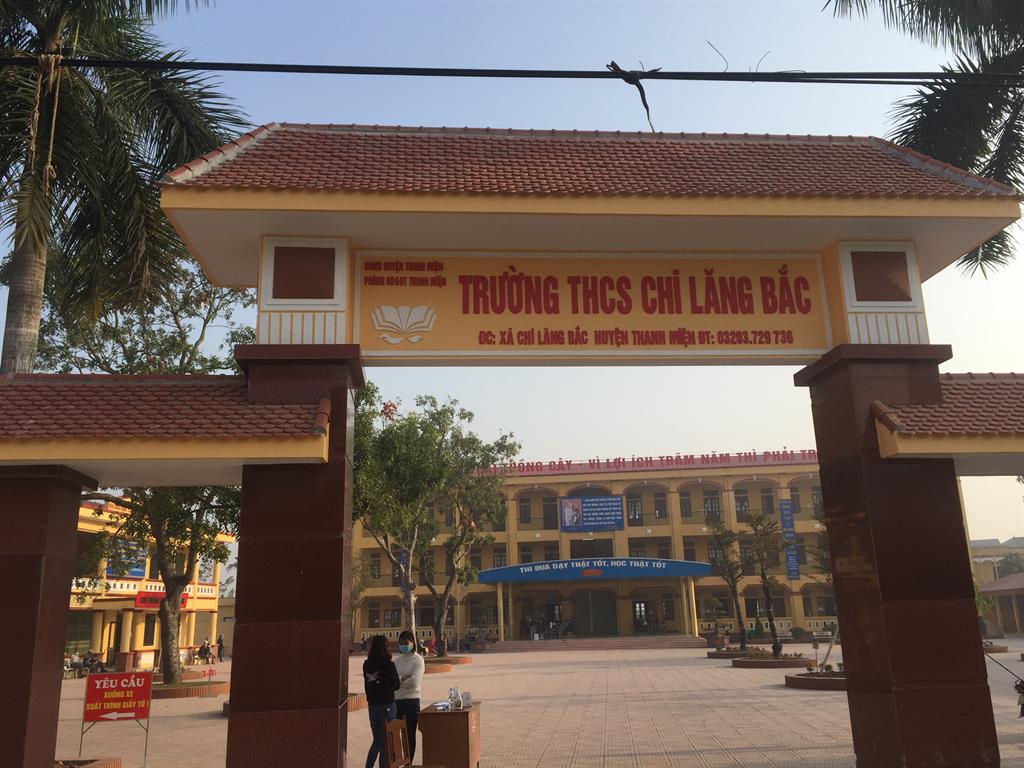 UBND HUYỆN THANH MIỆN
PHÒNG GD&ĐT THANH MIỆN
TRƯỜNG THCS CHI LĂNG BẮC
ĐC: XÃ CHI LĂNG BẮC HUYỆN THANH MIỆN ĐT: 03203.729 736
TRỒNG CÂY - VÌ LỢI ÍCH TRĂM NĂM THÌ PHẢI TR
THI ĐUA DẠY THẬT TỐT, HỌC THẬT TỐT
YÊU CẦU
XUỐNG XE
XUẤT TRÌNH GIẤY TỜ !